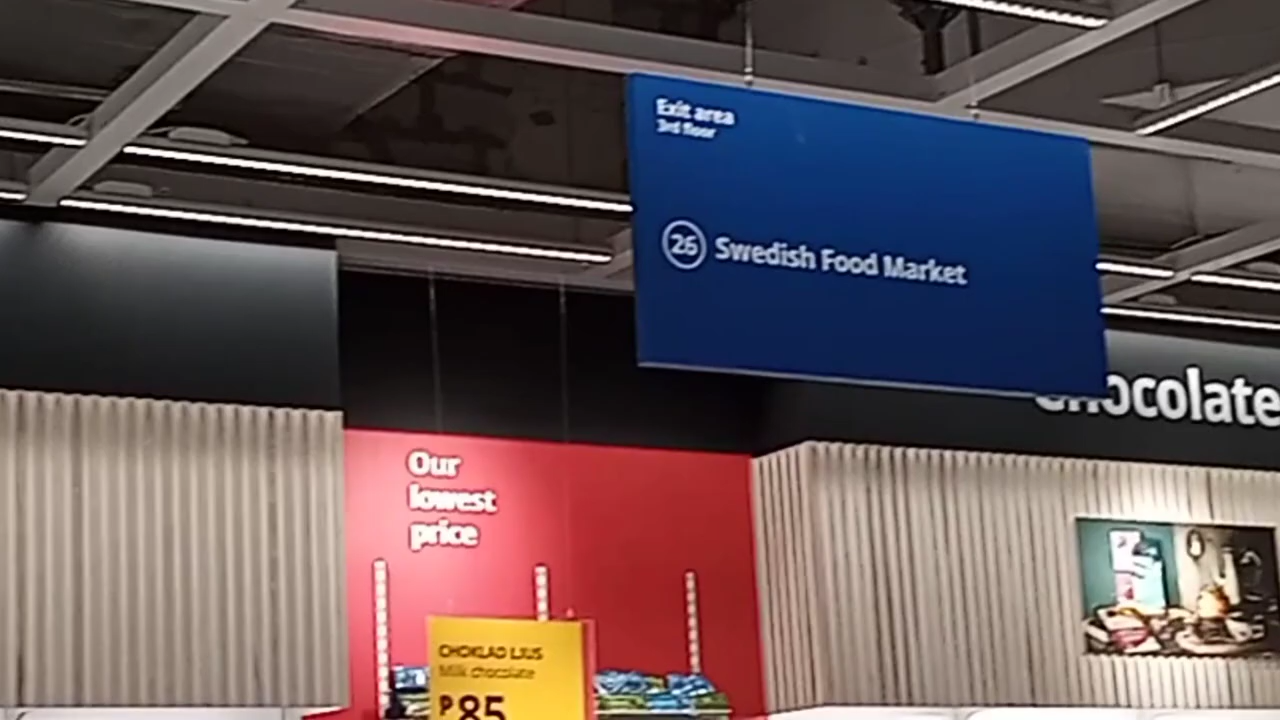 Exit area
3rd floor
26 Swedish Food Market
Chocolate
Our
lowest
price
CHOKLAD LJUS
Milk chocolate
₱85